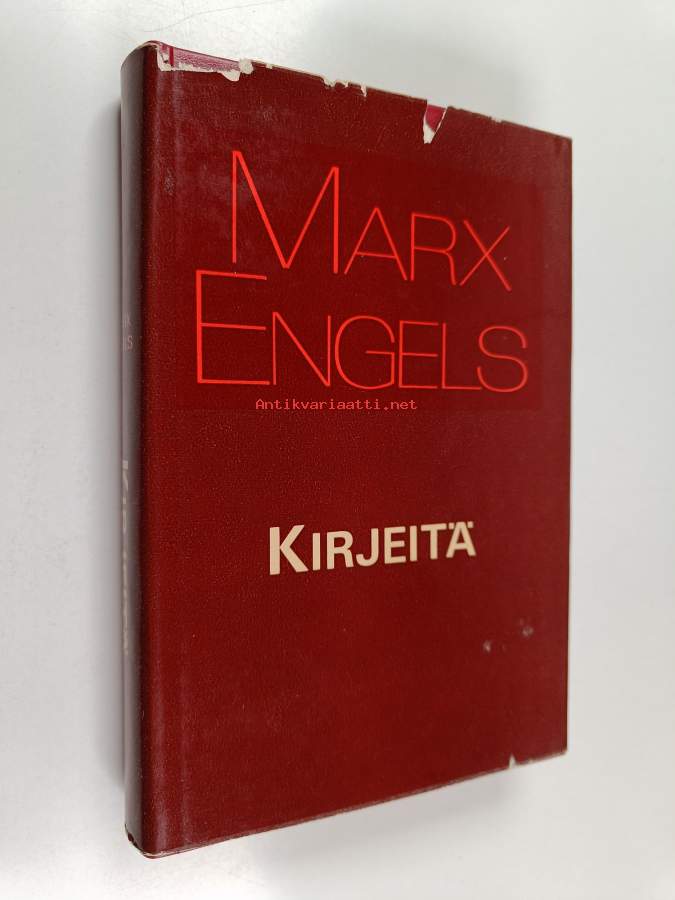 MARX
ENGELS
Antikvariaatti.net
KIRJEITÄ